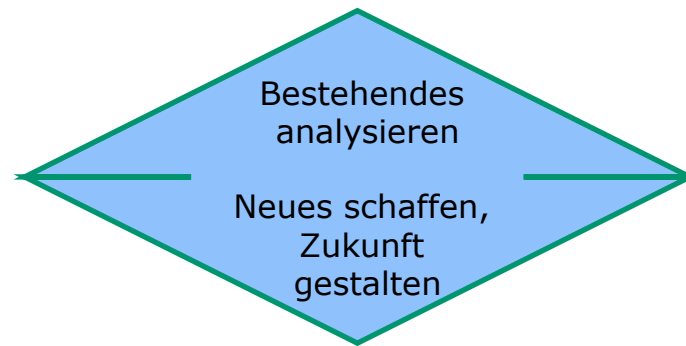 Bestehendes
analysieren
Neues schaffen,
Zukunft
gestalten